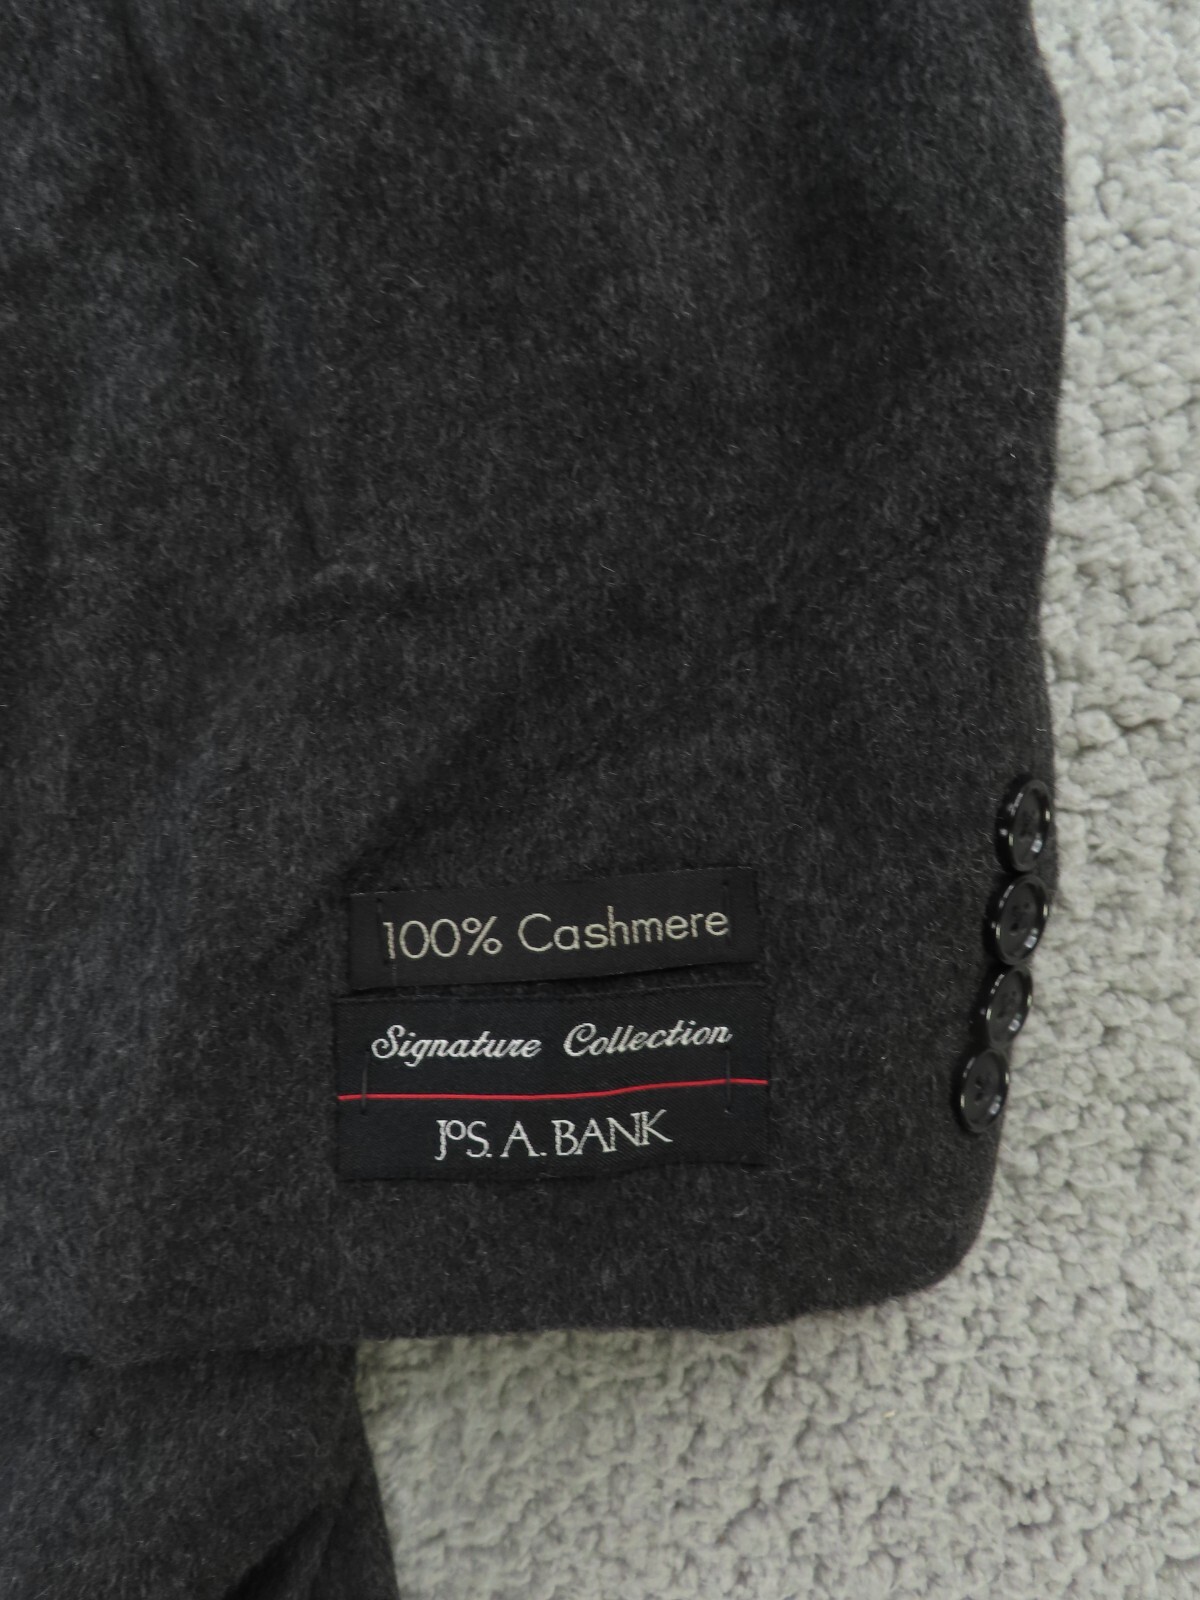 100% Cashmere
Signature Collection
JoS. A. BANK